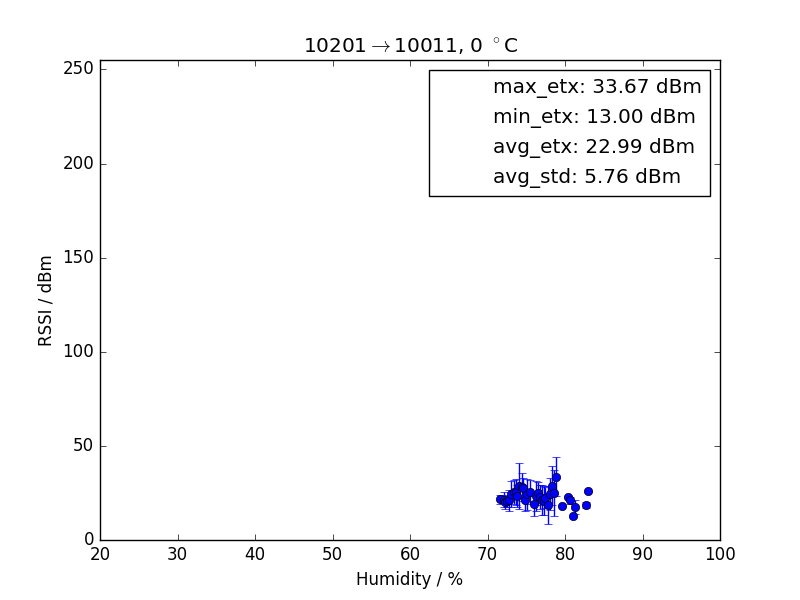 10201→10011, 0 °C
max_etx: 33.67 dBm
min_etx: 13.00 dBm
avg_etx: 22.99 dBm
avg_std: 5.76 dBm
RSSI / dBm
250
200
150
100
50
0
20 30 40 50 60 70 80 90 100
Humidity / %